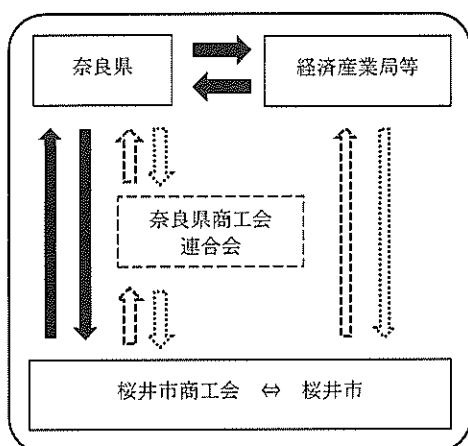 奈良県
経済産業局等
奈良県商工会
連合会
桜井市商工会 ⇔ 桜井市